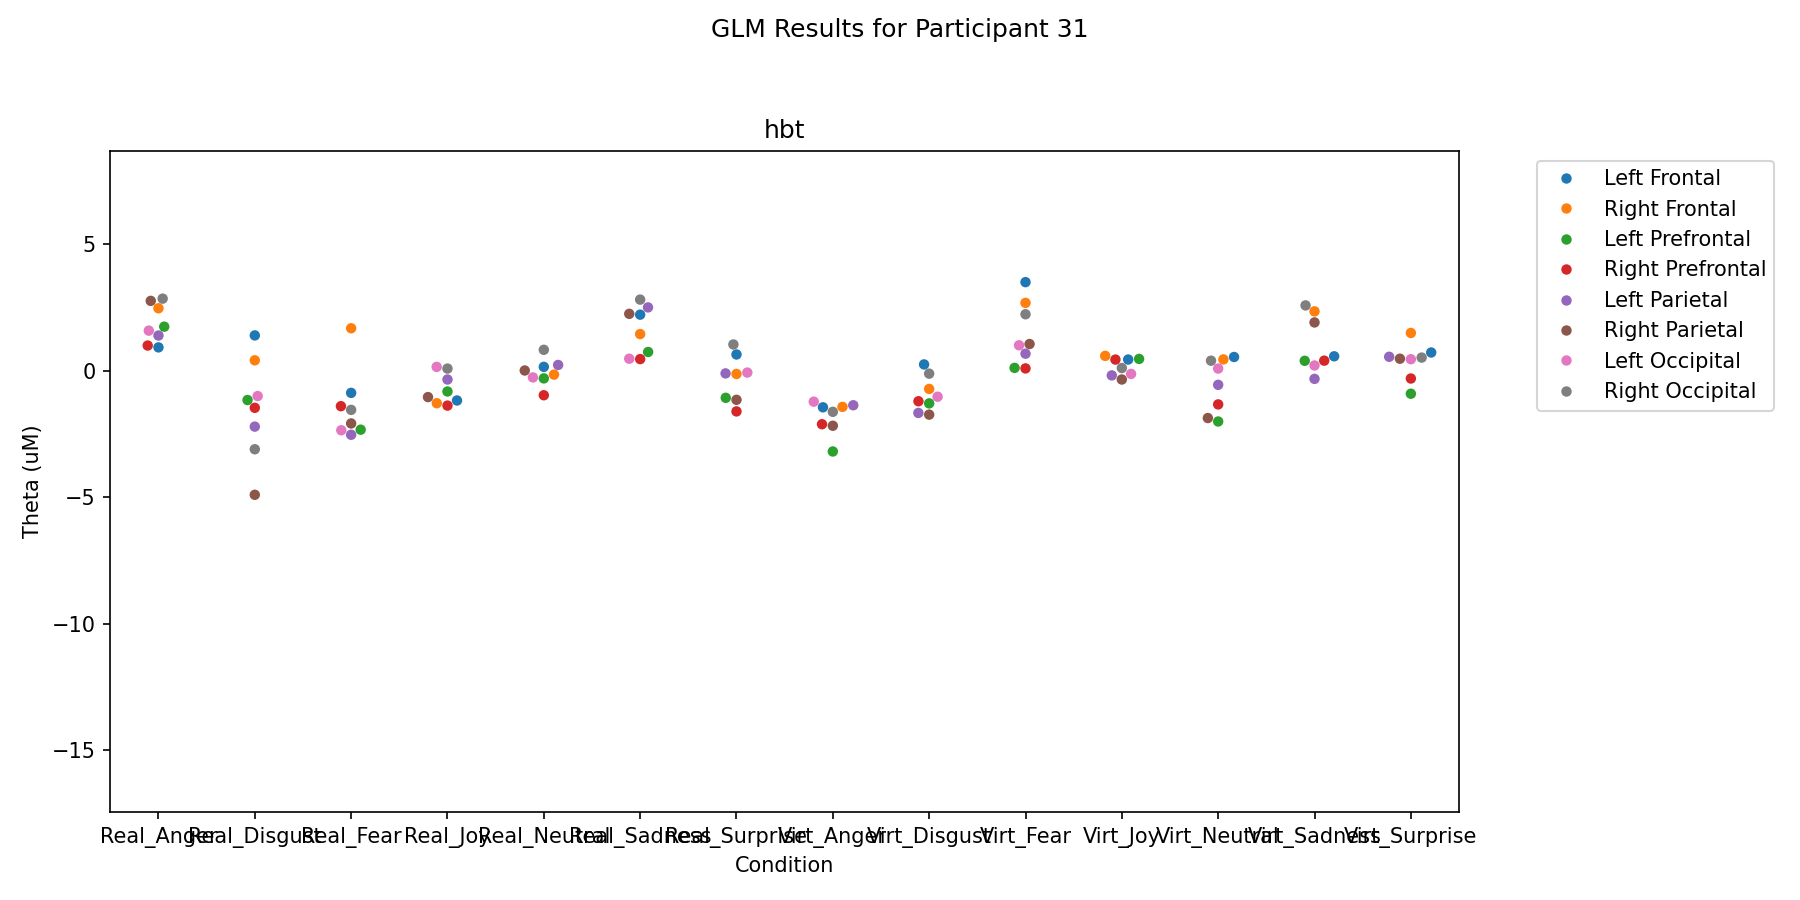 GLM Results for Participant 31
hbt
Theta (uM)
5
0
−5
−10
−15
Real_Anger
Real_Disgust
Real_Fear
Real_Joy
Real_Neutral
Real_Sadness
Real_Surprise
Virt_Anger
Virt_Disgust
Virt_Fear
Virt_Joy
Virt_Neutral
Virt_Sadness
Virt_Surprise
Condition
Left Frontal
Right Frontal
Left Prefrontal
Right Prefrontal
Left Parietal
Right Parietal
Left Occipital
Right Occipital